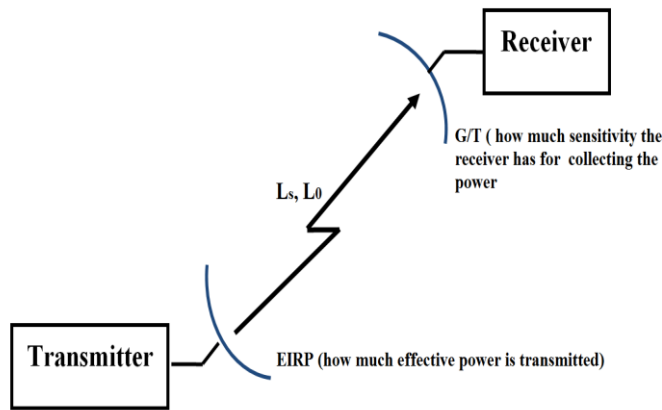 Receiver
G/T ( how much sensitivity the
receiver has for collecting the
power
Ls, L0
Transmitter
EIRP (how much effective power is transmitted)